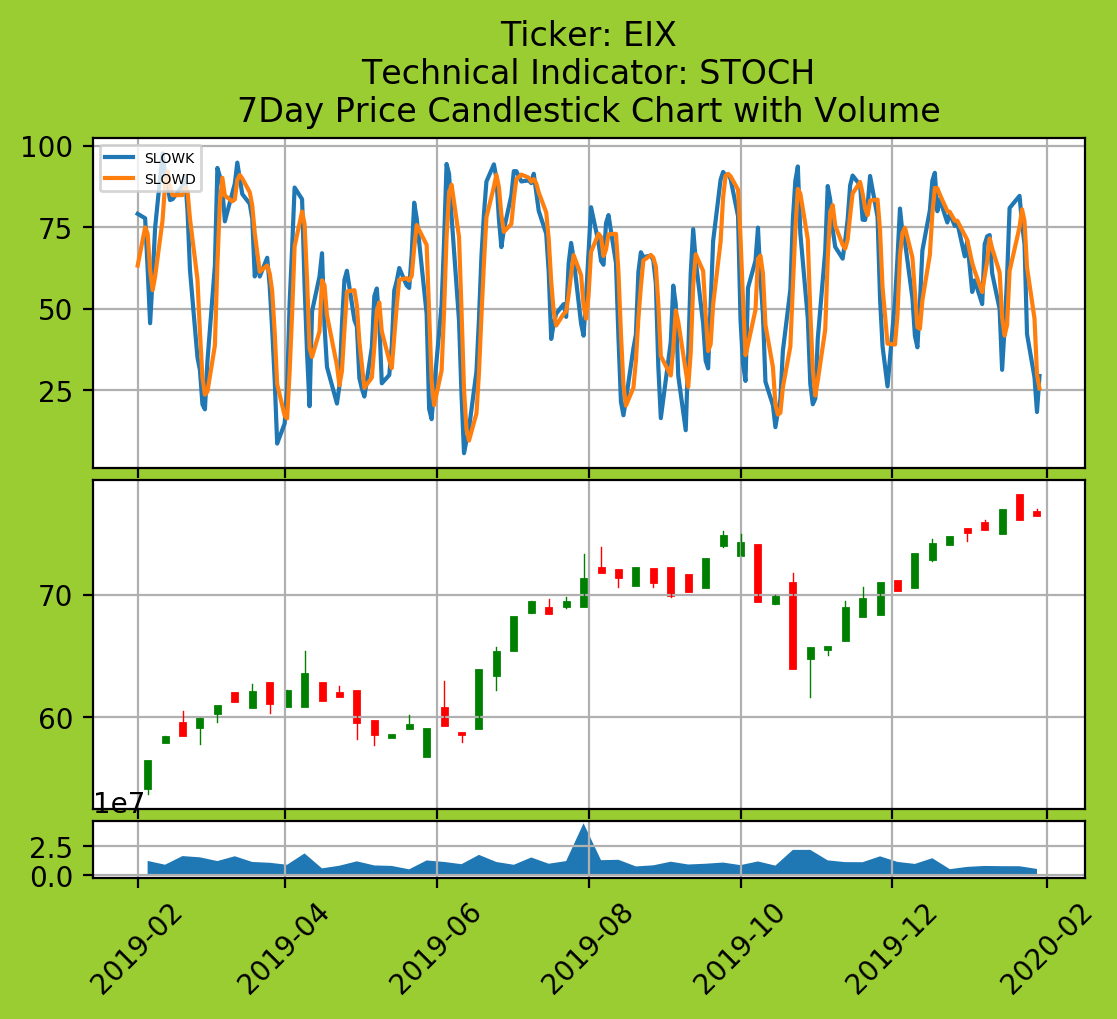 Ticker: EIX
Technical Indicator: STOCH
7Day Price Candlestick Chart with Volume
100
75
50
25
SLOWK
SLOWD
70
60
1e7
2.5
0.0
2019-02
2019-04
2019-06
2019-08
2019-10
2019-12
2020-02